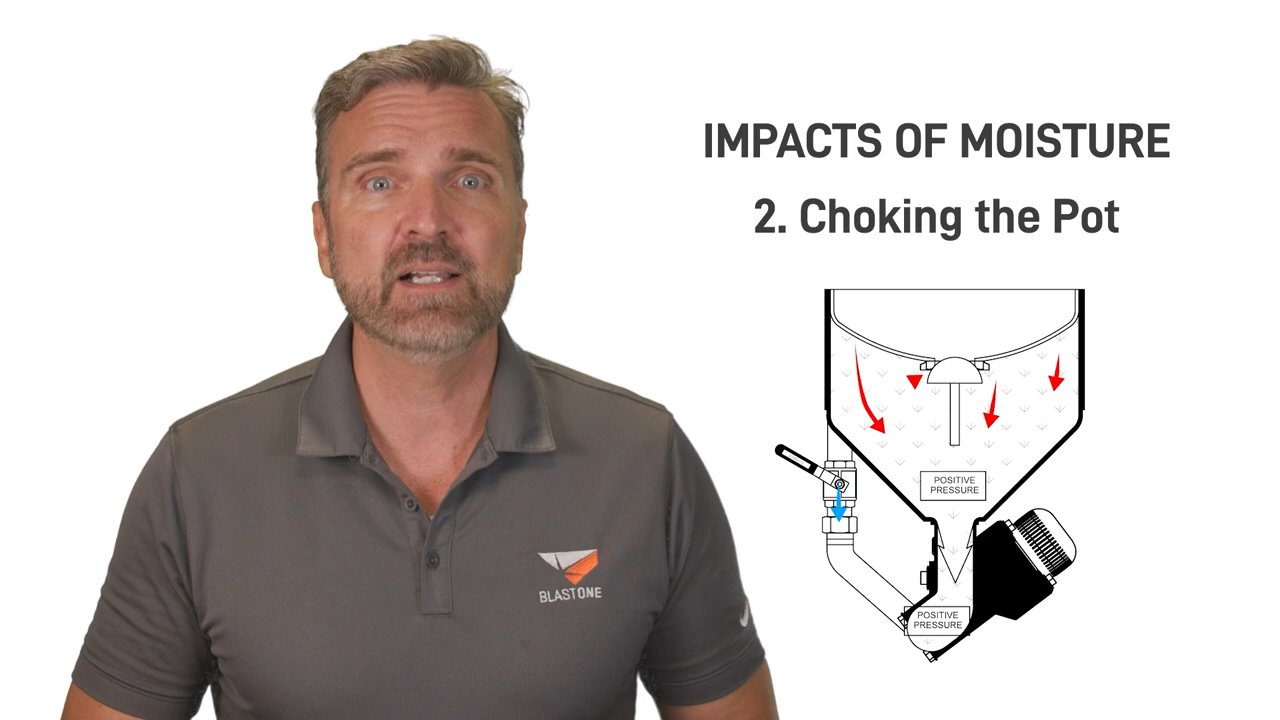 IMPACTS OF MOISTURE
2. Choking the Pot
POSITIVE
PRESSURE
POSITIVE
PRESSURE
BLASTONE